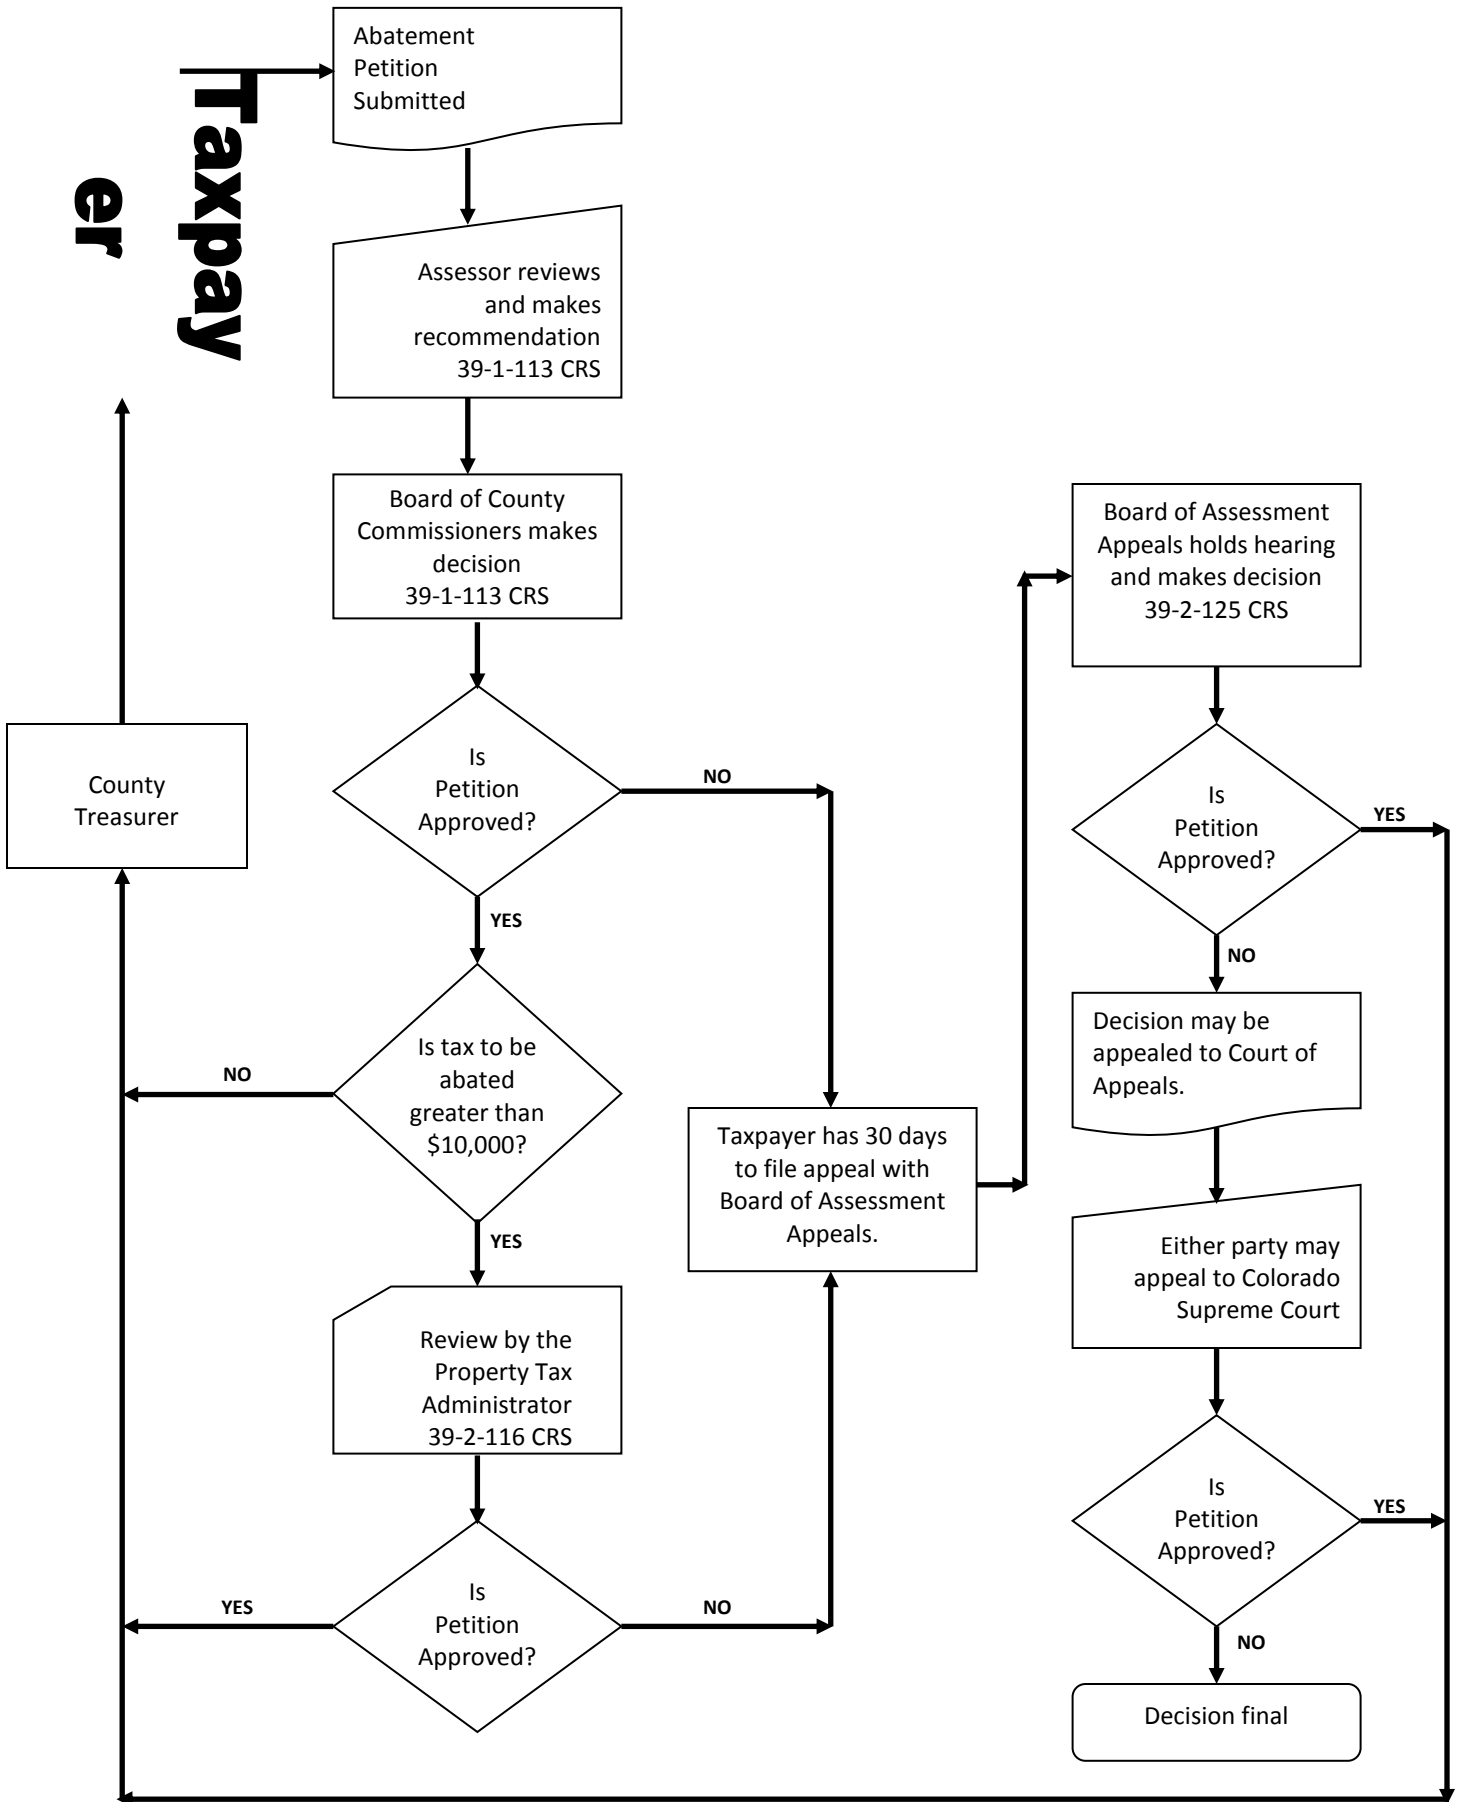 Taxpay
er
Abatement
Petition
Submitted
Assessor reviews
and makes
recommendation
39-1-113 CRS
Board of County
Commissioners makes
decision
39-1-113 CRS
Is
Petition
Approved?
NO
YES
County
Treasurer
Is tax to be
abated
greater than
$10,000?
NO
YES
Review by the
Property Tax
Administrator
39-2-116 CRS
Is
Petition
Approved?
YES
NO
Taxpayer has 30 days
to file appeal with
Board of Assessment
Appeals.
Board of Assessment
Appeals holds hearing
and makes decision
39-2-125 CRS
Is
Petition
Approved?
YES
NO
Decision may be
appealed to Court of
Appeals.
Either party may
appeal to Colorado
Supreme Court
Is
Petition
Approved?
YES
NO
Decision final